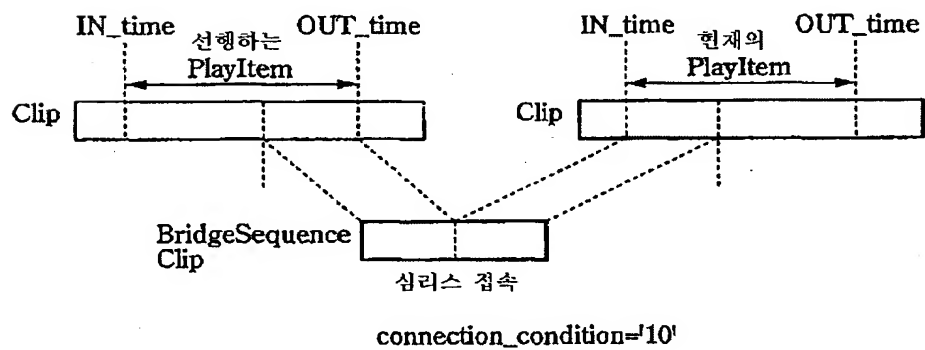 IN_time
OUT_time
선행하는
PlayItem
Clip
IN_time
OUT_time
현재의
PlayItem
Clip
BridgeSequence
Clip
심리스 접속
connection_condition='10'